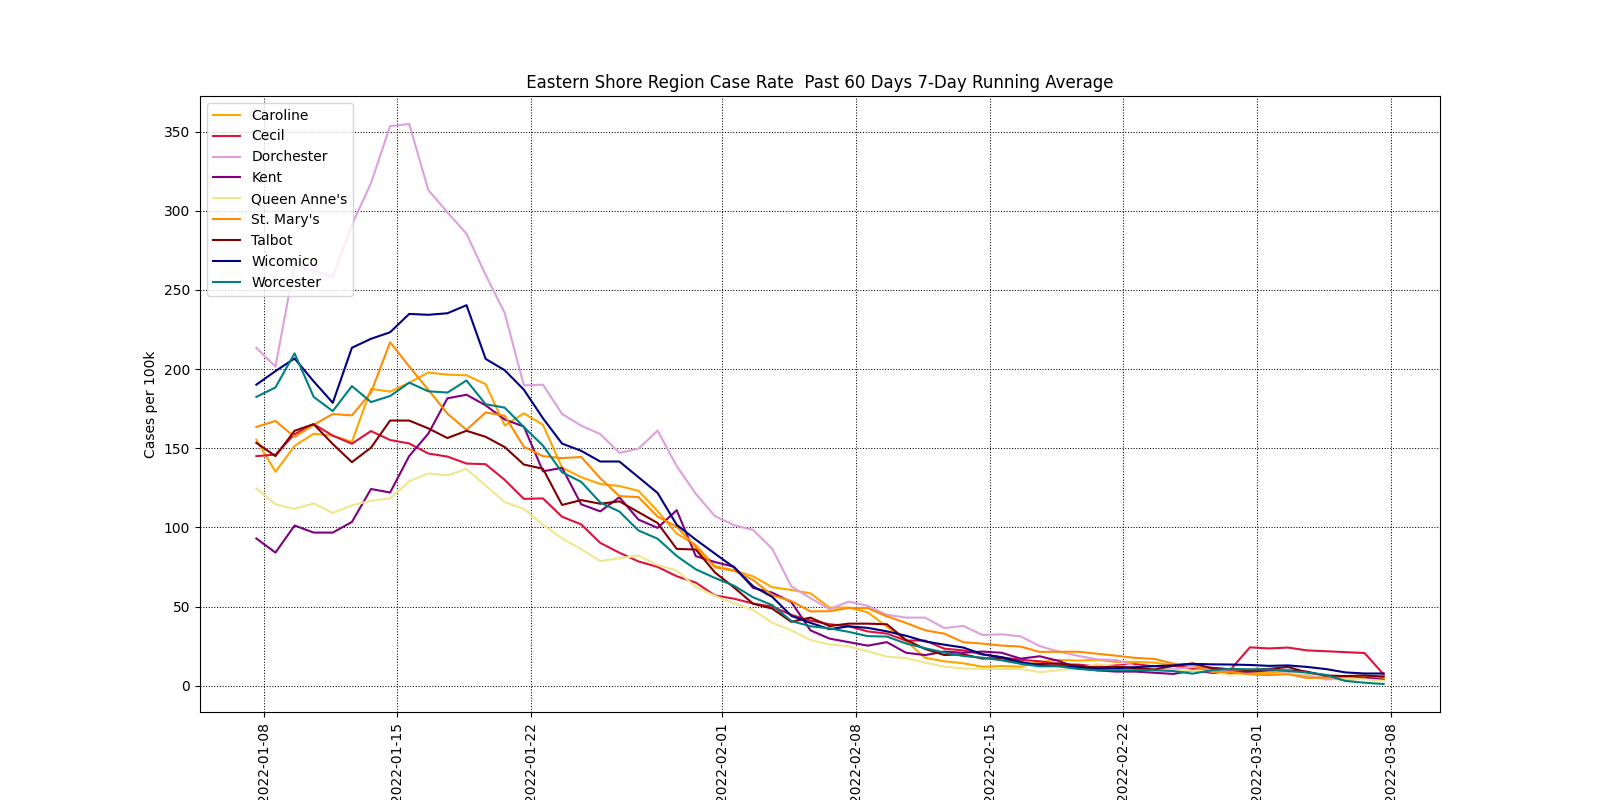 Eastern Shore Region Case Rate  Past 60 Days 7-Day Running Average
Caroline
Cecil
Dorchester
Kent
Queen Anne's
St. Mary's
Talbot
Wicomico
Worcester
Cases per 100k
350
300
250
200
150
100
50
0
2022-01-08
2022-01-15
2022-01-22
2022-02-01
2022-02-08
2022-02-15
2022-02-22
2022-03-01
2022-03-08